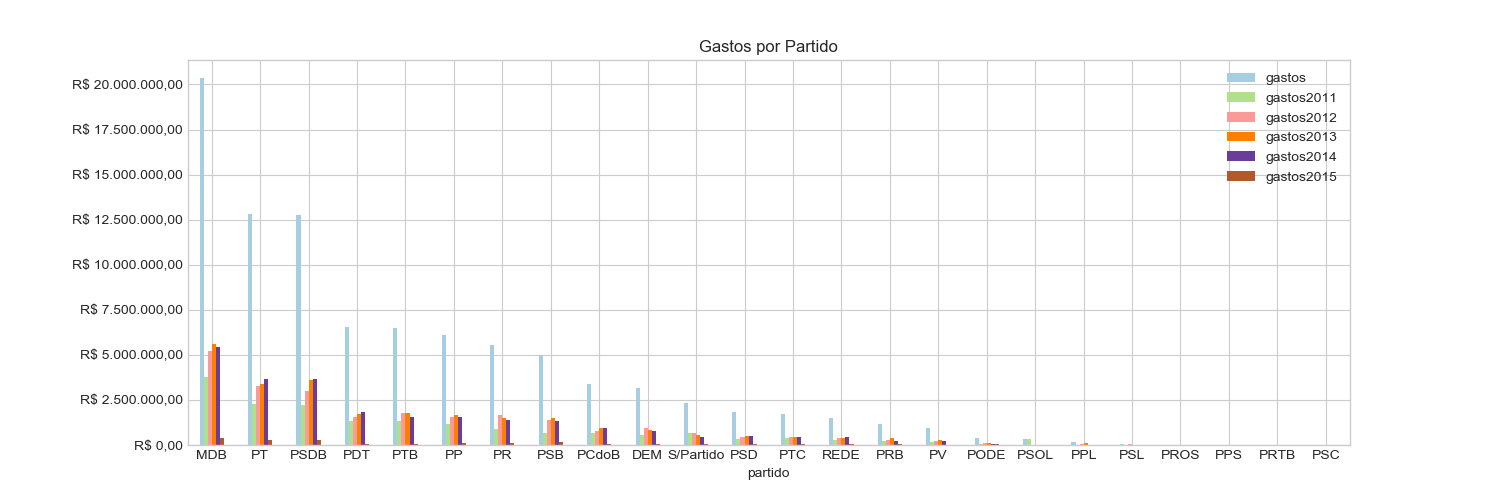 Gastos por Partido
R$ 20.000.000,00
R$ 17.500.000,00
R$ 15.000.000,00
R$ 12.500.000,00
R$ 10.000.000,00
R$ 7.500.000,00
R$ 5.000.000,00
R$ 2.500.000,00
R$ 0,00
gastos
gastos2011
gastos2012
gastos2013
gastos2014
gastos2015
MDB PT PSDB PDT PTB PP PR PSB PCdoB DEM S/Partido PSD PTC REDE PRB PV PODE PSOL PPL PSL PROS PPS PRTB PSC
partido